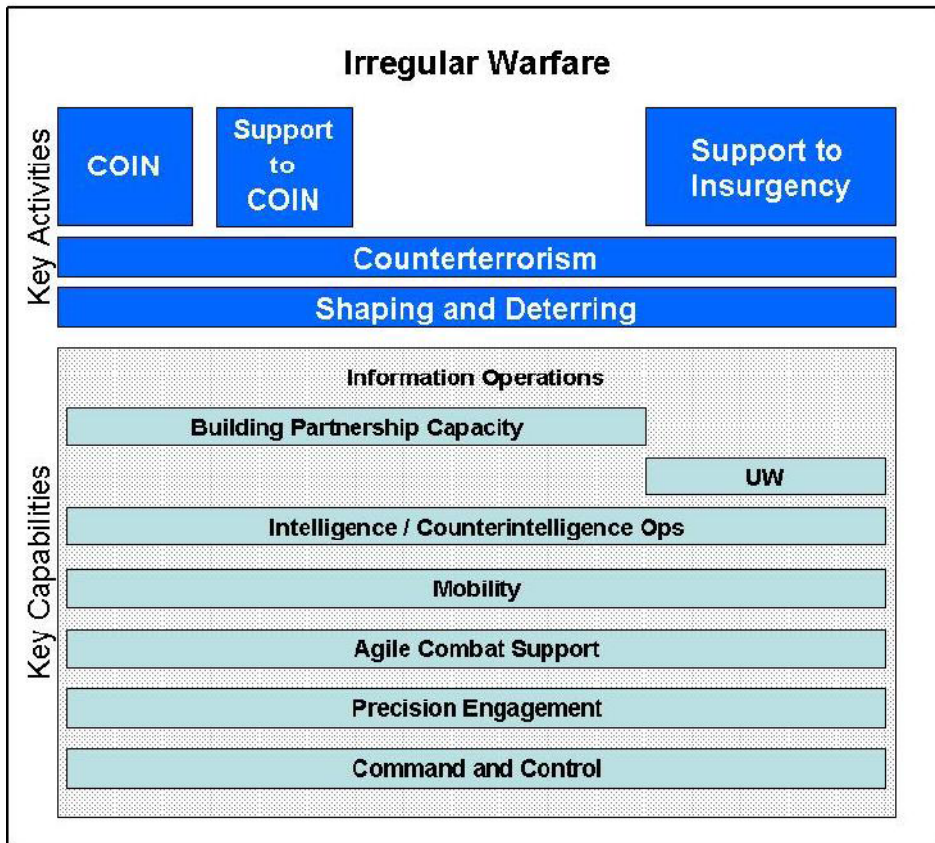 Irregular Warfare
Key Activities
COIN
Support
to
COIN
Support to
Insurgency
Counterterrorism
Shaping and Deterring
Key Capabilities
Information Operations
Building Partnership Capacity
UW
Intelligence / Counterintelligence Ops
Mobility
Agile Combat Support
Precision Engagement
Command and Control